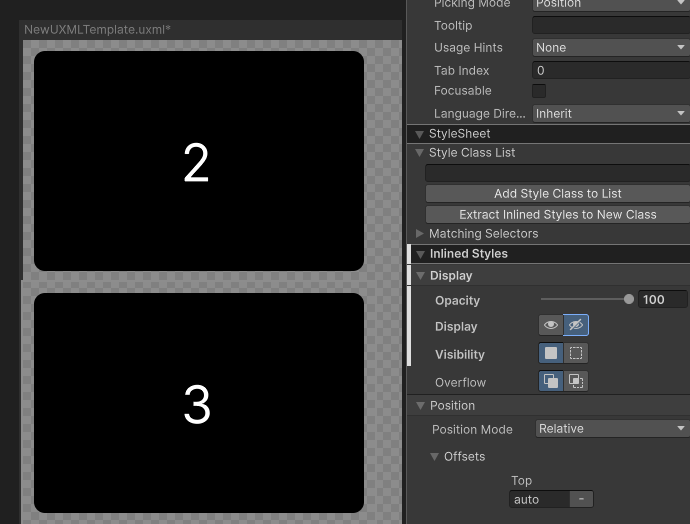 NewUXMLTemplate.uxml*
2
3
Picking Mode Position
Tooltip
Usage Hints None
Tab Index 0
Focusable
Language Dire... Inherit
StyleSheet
Style Class List
Add Style Class to List
Extract Inlined Styles to New Class
Matching Selectors
Inlined Styles
Display
Opacity 100
Display
Visibility
Overflow
Position
Position Mode Relative
Offsets
Top
auto -